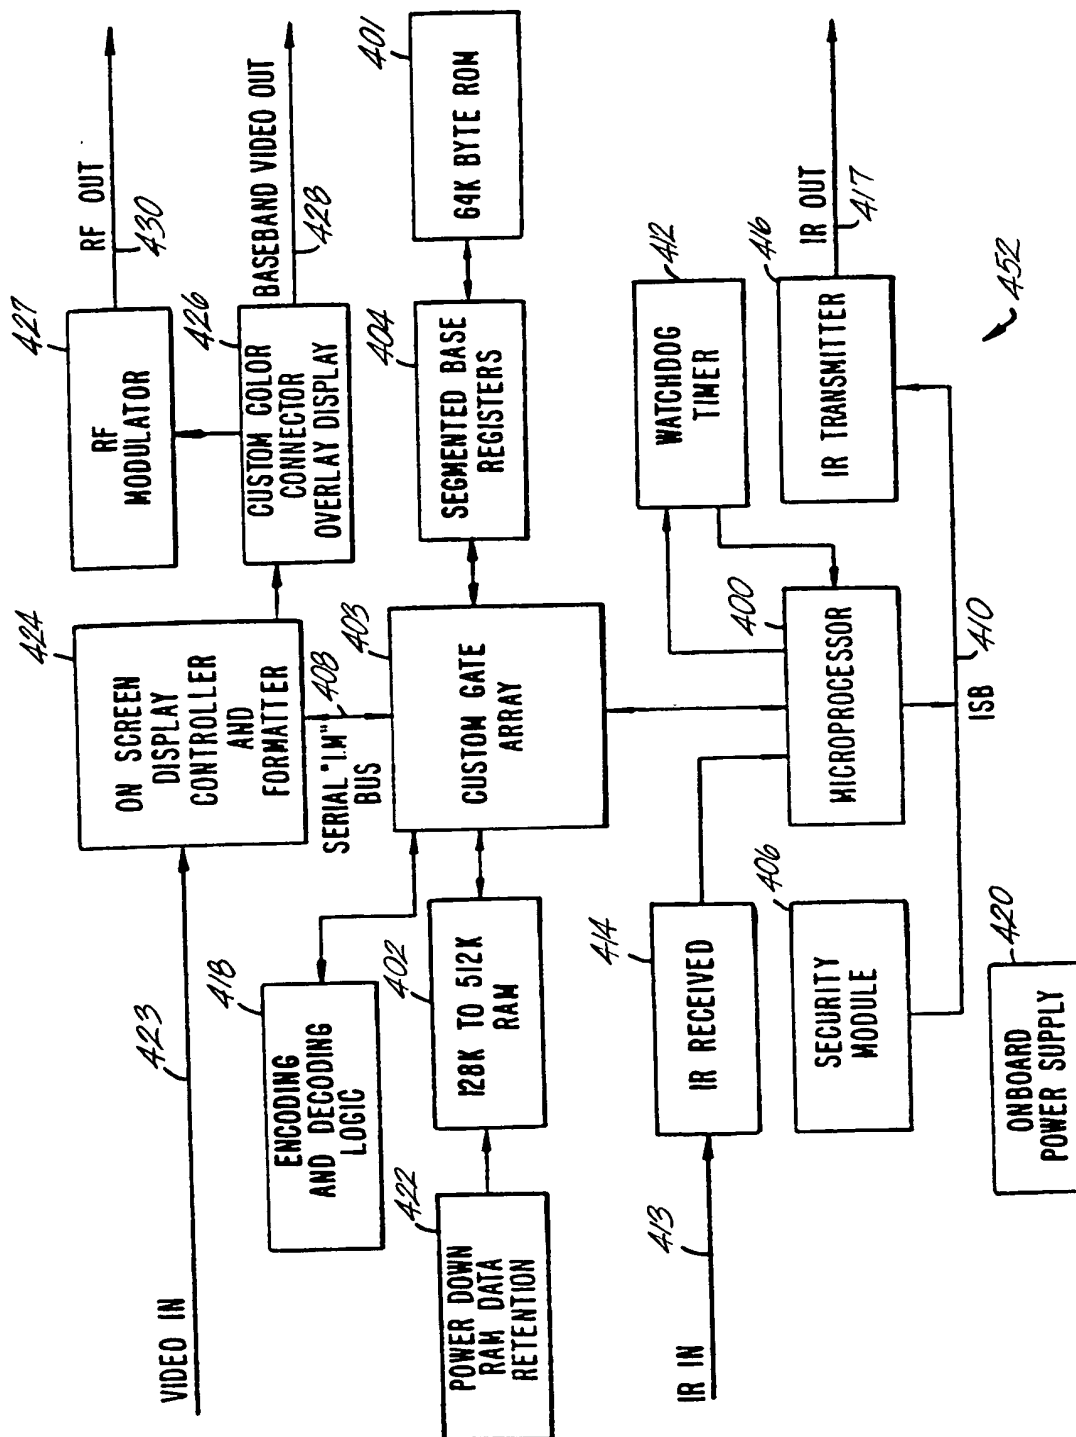 VIDEO IN
423
424
ON SCREEN
DISPLAY
CONTROLLER
AND
FORMATTER
427
RF
MODULATOR
RF OUT
430
426
CUSTOM COLOR
CONNECTOR
OVERLAY DISPLAY
BASEBAND VIDEO OUT
428
418
ENCODING
AND DECODING
LOGIC
SERIAL "I.M"
BUS
408
403
CUSTOM GATE
ARRAY
404
SEGMENTED BASE
REGISTERS
401
64K BYTE ROM
422
POWER DOWN
RAM DATA
RETENTION
402
128K TO 512K
RAM
IR IN
413
414
IR RECEIVED
406
SECURITY
MODULE
400
MICROPROCESSOR
412
WATCHDOG
TIMER
416
IR TRANSMITTER
IR OUT
417
ISB
410
420
ONBOARD
POWER SUPPLY
452